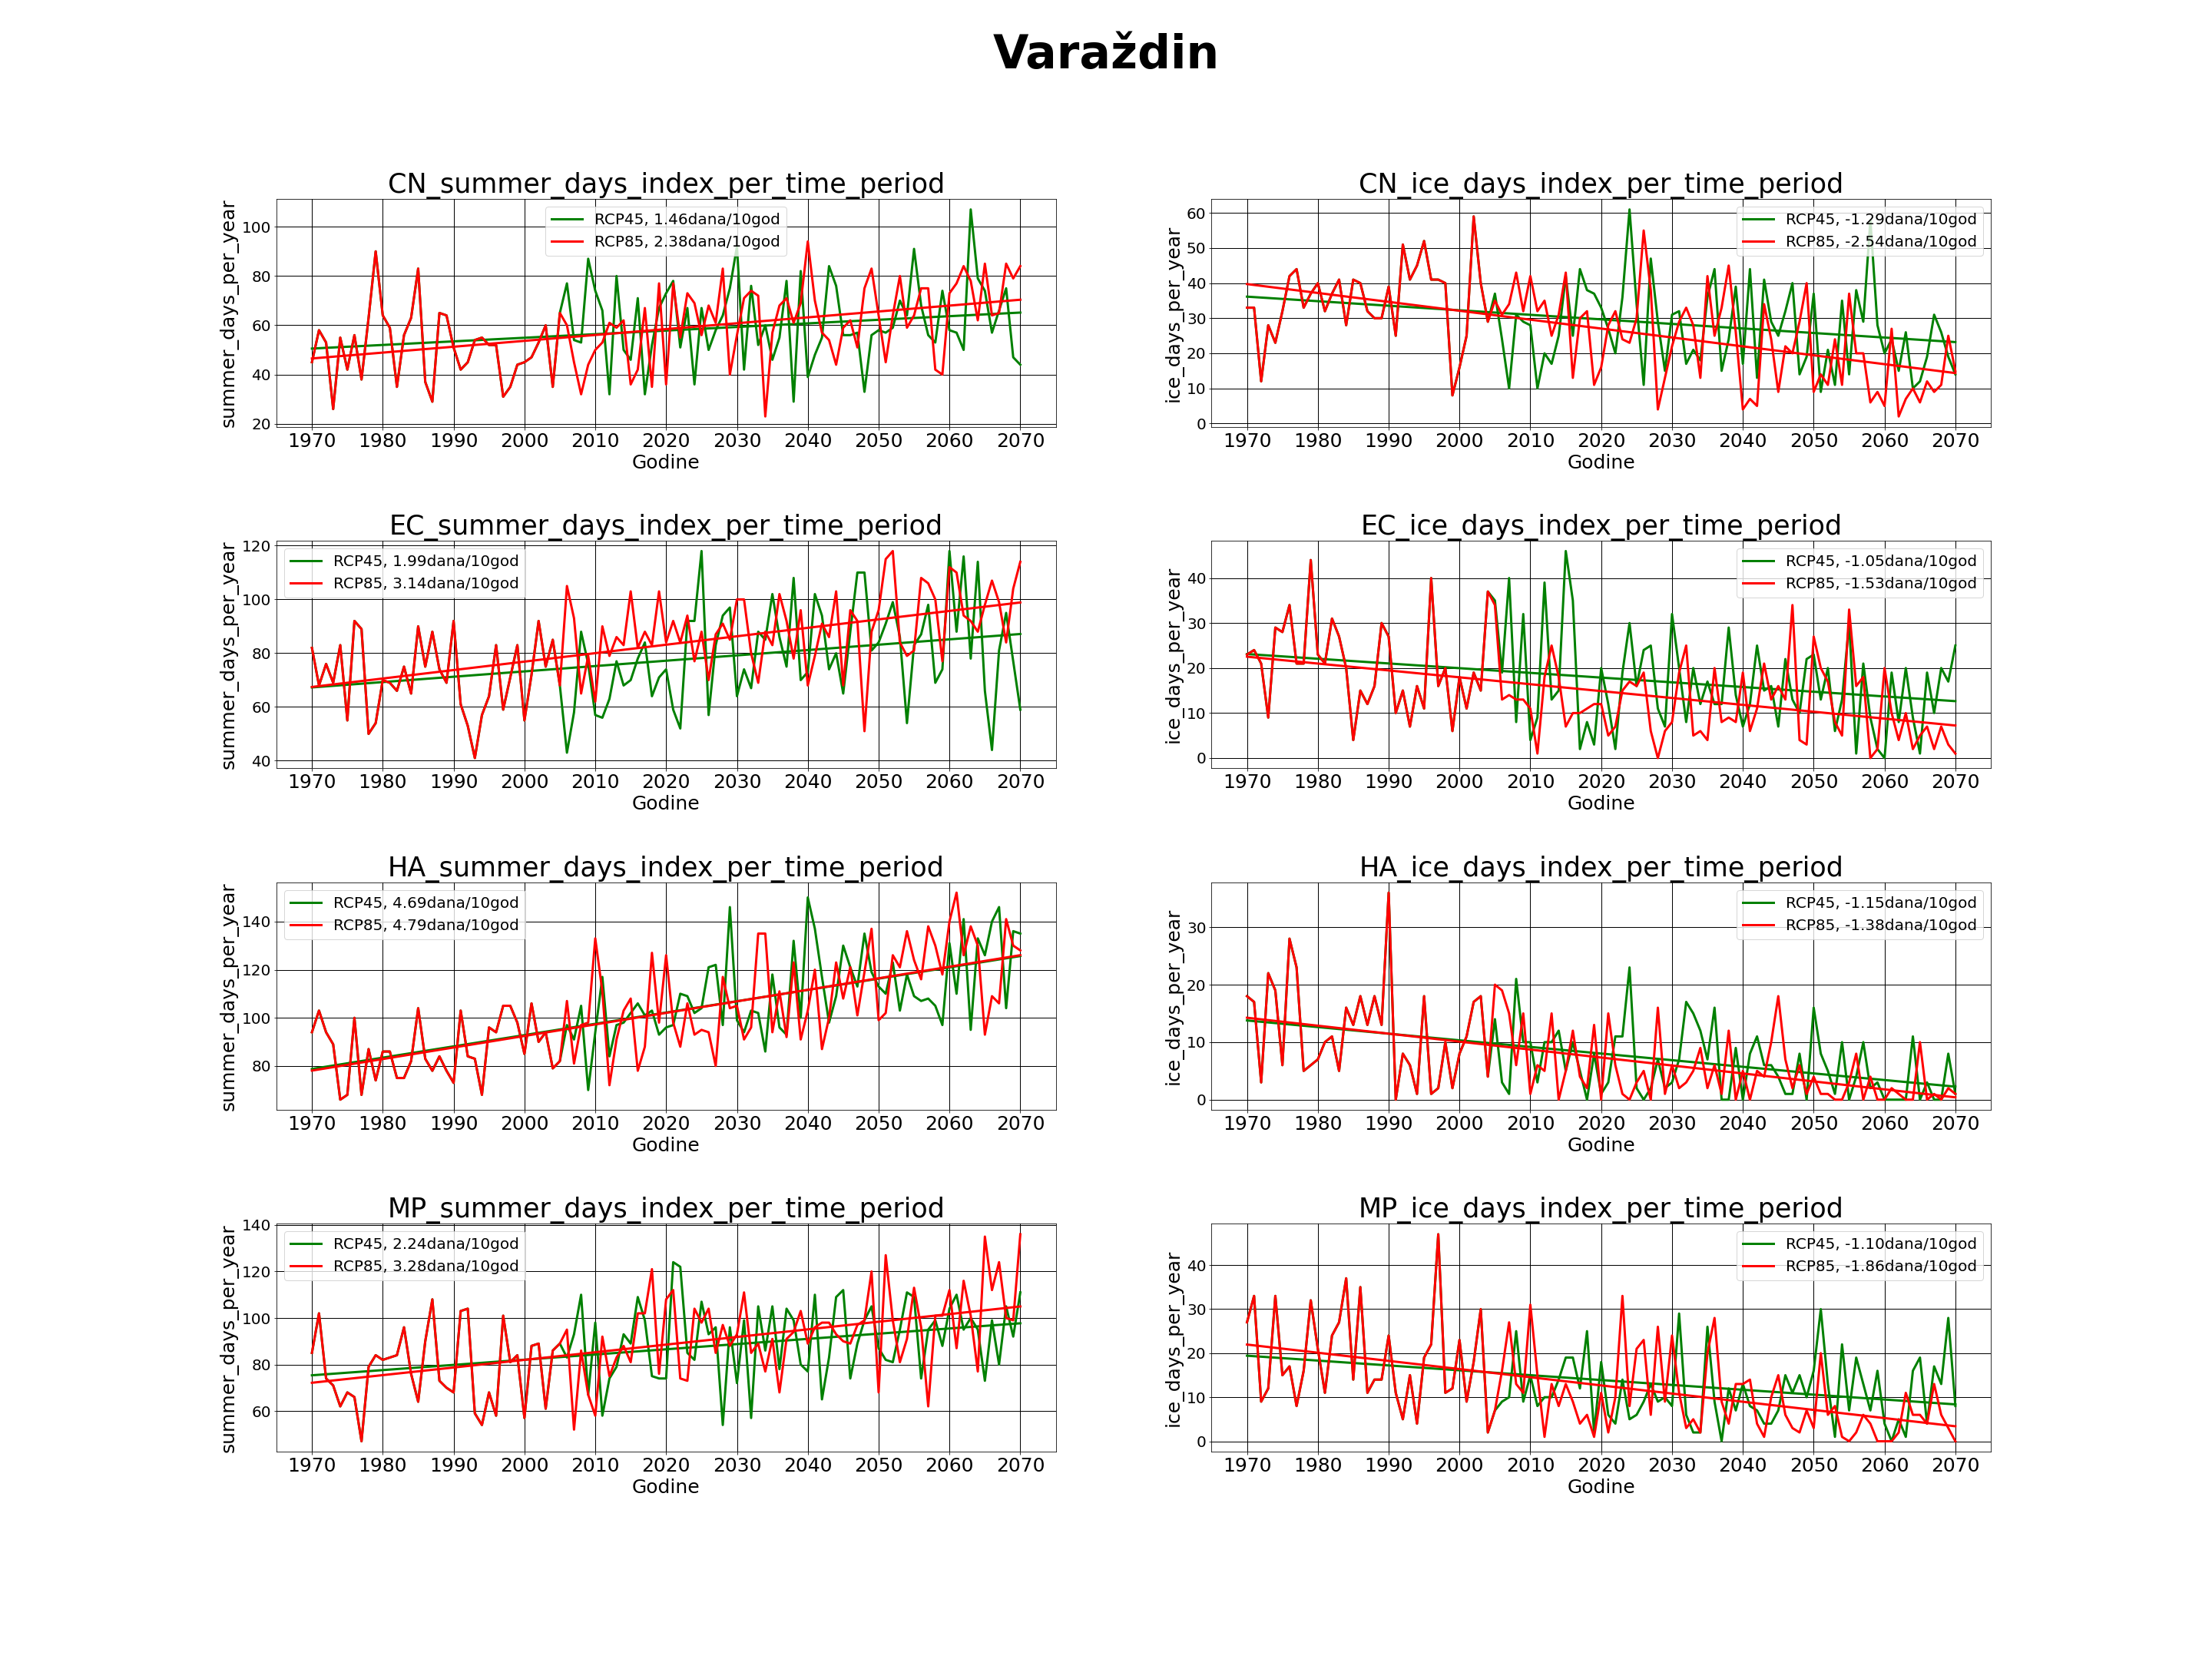 Varaždin
CN_summer_days_index_per_time_period
summer_days_per_year
100
80
60
40
20
RCP45, 1.46dana/10god
RCP85, 2.38dana/10god
1970 1980 1990 2000 2010 2020 2030 2040 2050 2060 2070
Godine
CN_ice_days_index_per_time_period
ice_days_per_year
60
50
40
30
20
10
0
RCP45, -1.29dana/10god
RCP85, -2.54dana/10god
1970 1980 1990 2000 2010 2020 2030 2040 2050 2060 2070
Godine
EC_summer_days_index_per_time_period
summer_days_per_year
120
100
80
60
40
RCP45, 1.99dana/10god
RCP85, 3.14dana/10god
1970 1980 1990 2000 2010 2020 2030 2040 2050 2060 2070
Godine
EC_ice_days_index_per_time_period
ice_days_per_year
40
30
20
10
0
RCP45, -1.05dana/10god
RCP85, -1.53dana/10god
1970 1980 1990 2000 2010 2020 2030 2040 2050 2060 2070
Godine
HA_summer_days_index_per_time_period
summer_days_per_year
140
120
100
80
RCP45, 4.69dana/10god
RCP85, 4.79dana/10god
1970 1980 1990 2000 2010 2020 2030 2040 2050 2060 2070
Godine
HA_ice_days_index_per_time_period
ice_days_per_year
30
20
10
0
RCP45, -1.15dana/10god
RCP85, -1.38dana/10god
1970 1980 1990 2000 2010 2020 2030 2040 2050 2060 2070
Godine
MP_summer_days_index_per_time_period
summer_days_per_year
140
120
100
80
60
RCP45, 2.24dana/10god
RCP85, 3.28dana/10god
1970 1980 1990 2000 2010 2020 2030 2040 2050 2060 2070
Godine
MP_ice_days_index_per_time_period
ice_days_per_year
40
30
20
10
0
RCP45, -1.10dana/10god
RCP85, -1.86dana/10god
1970 1980 1990 2000 2010 2020 2030 2040 2050 2060 2070
Godine